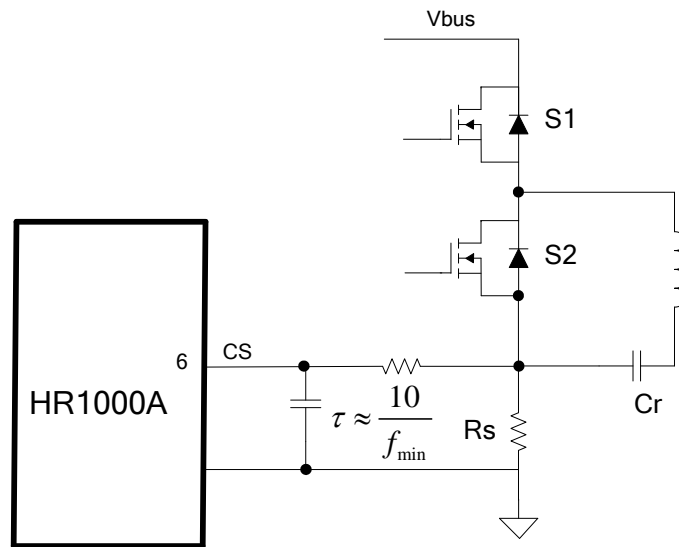 Vbus
S1
S2
6 CS
HR1000A
τ ≈ 10 / f_min
Rs
Cr